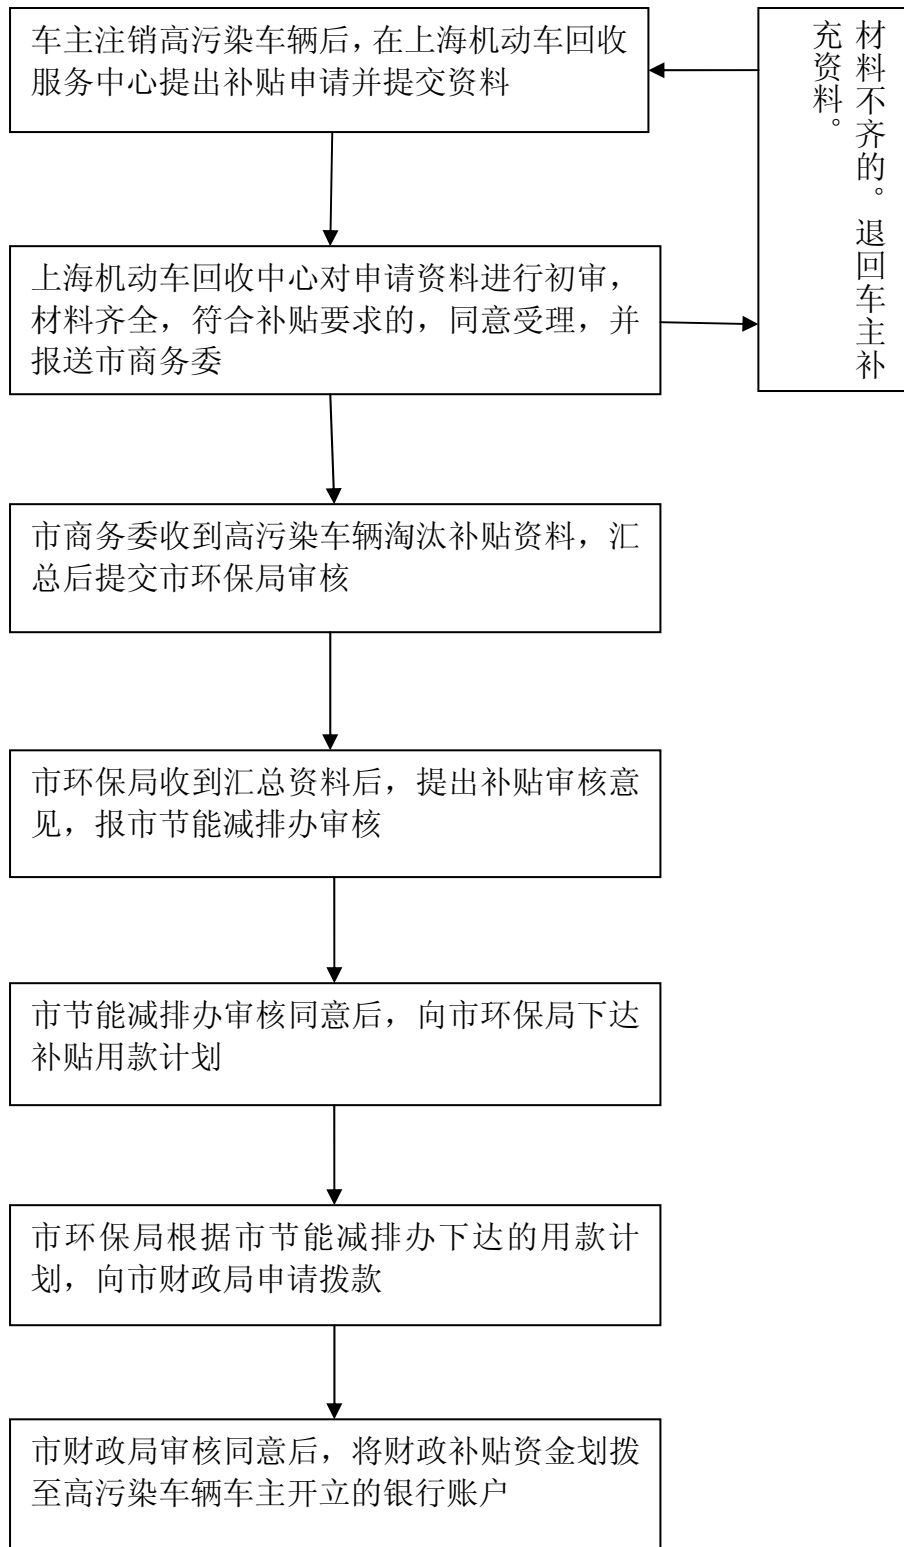 车主注销高污染车辆后，在上海机动车回收
服务中心提出补贴申请并提交资料
材料不齐的。退回车主补
充资料。
上海机动车回收中心对申请资料进行初审，
材料齐全，符合补贴要求的，同意受理，并
报送市商务委
市商务委收到高污染车辆淘汰补贴资料，汇
总后提交市环保局审核
市环保局收到汇总资料后，提出补贴审核意
见，报市节能减排办审核
市节能减排办审核同意后，向市环保局下达
补贴用款计划
市环保局根据市节能减排办下达的用款计
划，向市财政局申请拨款
市财政局审核同意后，将财政补贴资金划拨
至高污染车辆车主开立的银行账户